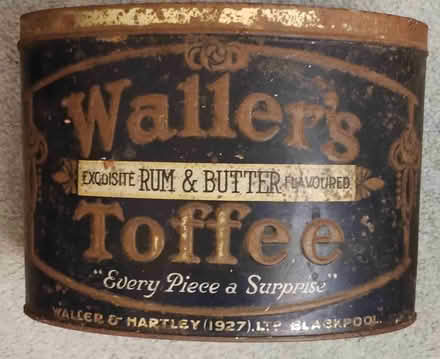 Waller's
EXQUISITE RUM & BUTTER FLAVOURED
Toffee
"Every Piece a Surprise"
WALLER & HARTLEY (1927). LTD BLACKPOOL.